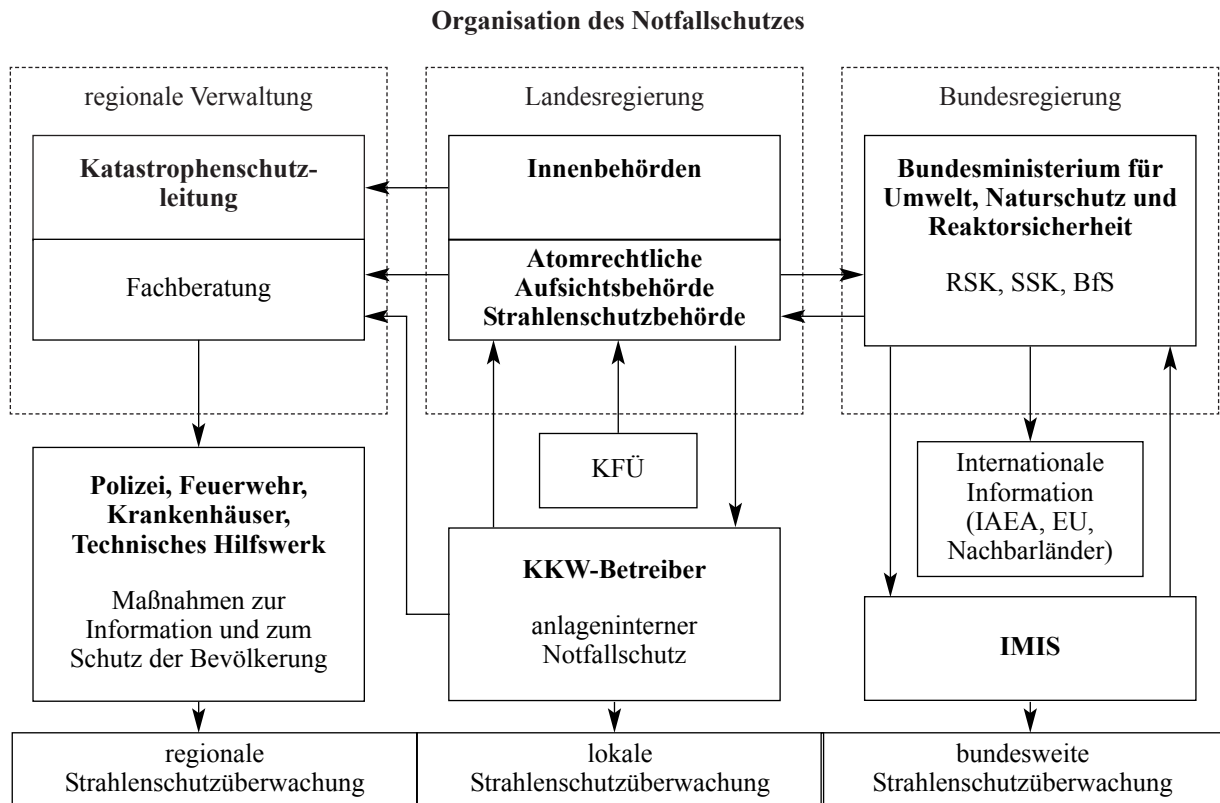 Organisation des Notfallschutzes
regionale Verwaltung
Katastrophenschutz-
leitung
Fachberatung
Polizei, Feuerwehr,
Krankenhäuser,
Technisches Hilfswerk
Maßnahmen zur
Information und zum
Schutz der Bevölkerung
regionale
Strahlenschutzüberwachung
Landesregierung
Innenbehörden
Atomrechtliche
Aufsichtsbehörde
Strahlenschutzbehörde
KFÜ
KKW-Betreiber
anlageninterner
Notfallschutz
lokale
Strahlenschutzüberwachung
Bundesregierung
Bundesministerium für
Umwelt, Naturschutz und
Reaktorsicherheit
RSK, SSK, BfS
Internationale
Information
(IAEA, EU,
Nachbarländer)
IMIS
bundesweite
Strahlenschutzüberwachung